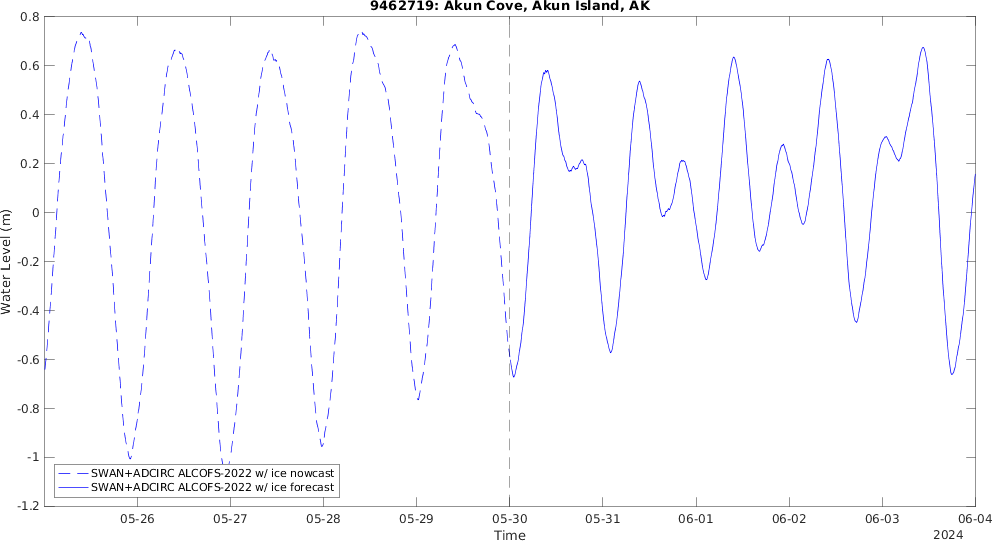 9462719: Akun Cove, Akun Island, AK
0.8
0.6
0.4
0.2
0
-0.2
-0.4
-0.6
-0.8
-1
-1.2
Water Level (m)
SWAN+ADCIRC ALCOFS-2022 w/ ice nowcast
SWAN+ADCIRC ALCOFS-2022 w/ ice forecast
05-26 05-27 05-28 05-29 05-30 05-31 06-01 06-02 06-03 06-04
Time
2024